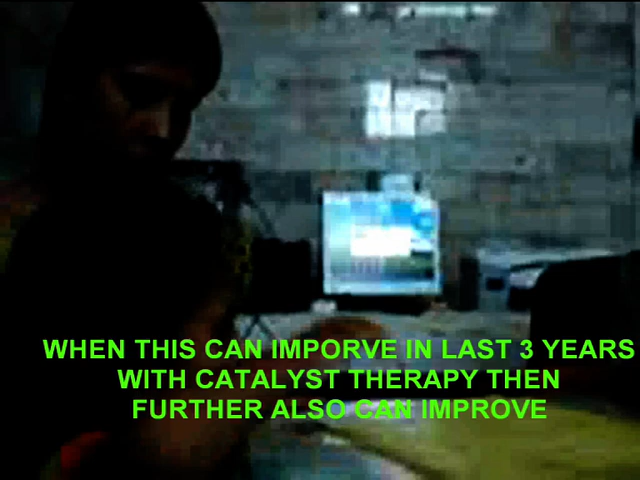 WHEN THIS CAN IMPORVE IN LAST 3 YEARS
WITH CATALYST THERAPY THEN
FURTHER ALSO CAN IMPROVE